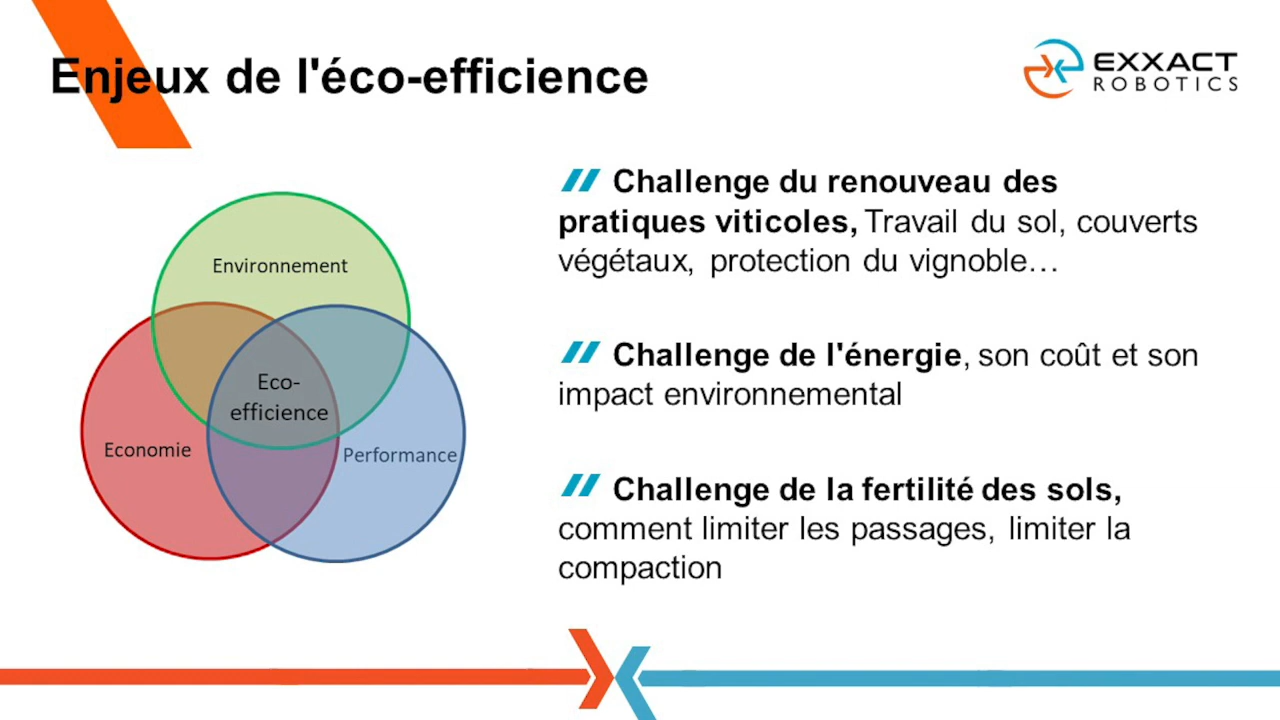 Enjeux de l'éco-efficience
EXXACT
ROBOTICS
Environnement
Eco-
efficience
Economie
Performance
Challenge du renouveau des
pratiques viticoles, Travail du sol, couverts
végétaux, protection du vignoble…
Challenge de l'énergie, son coût et son
impact environnemental
Challenge de la fertilité des sols,
comment limiter les passages, limiter la
compaction